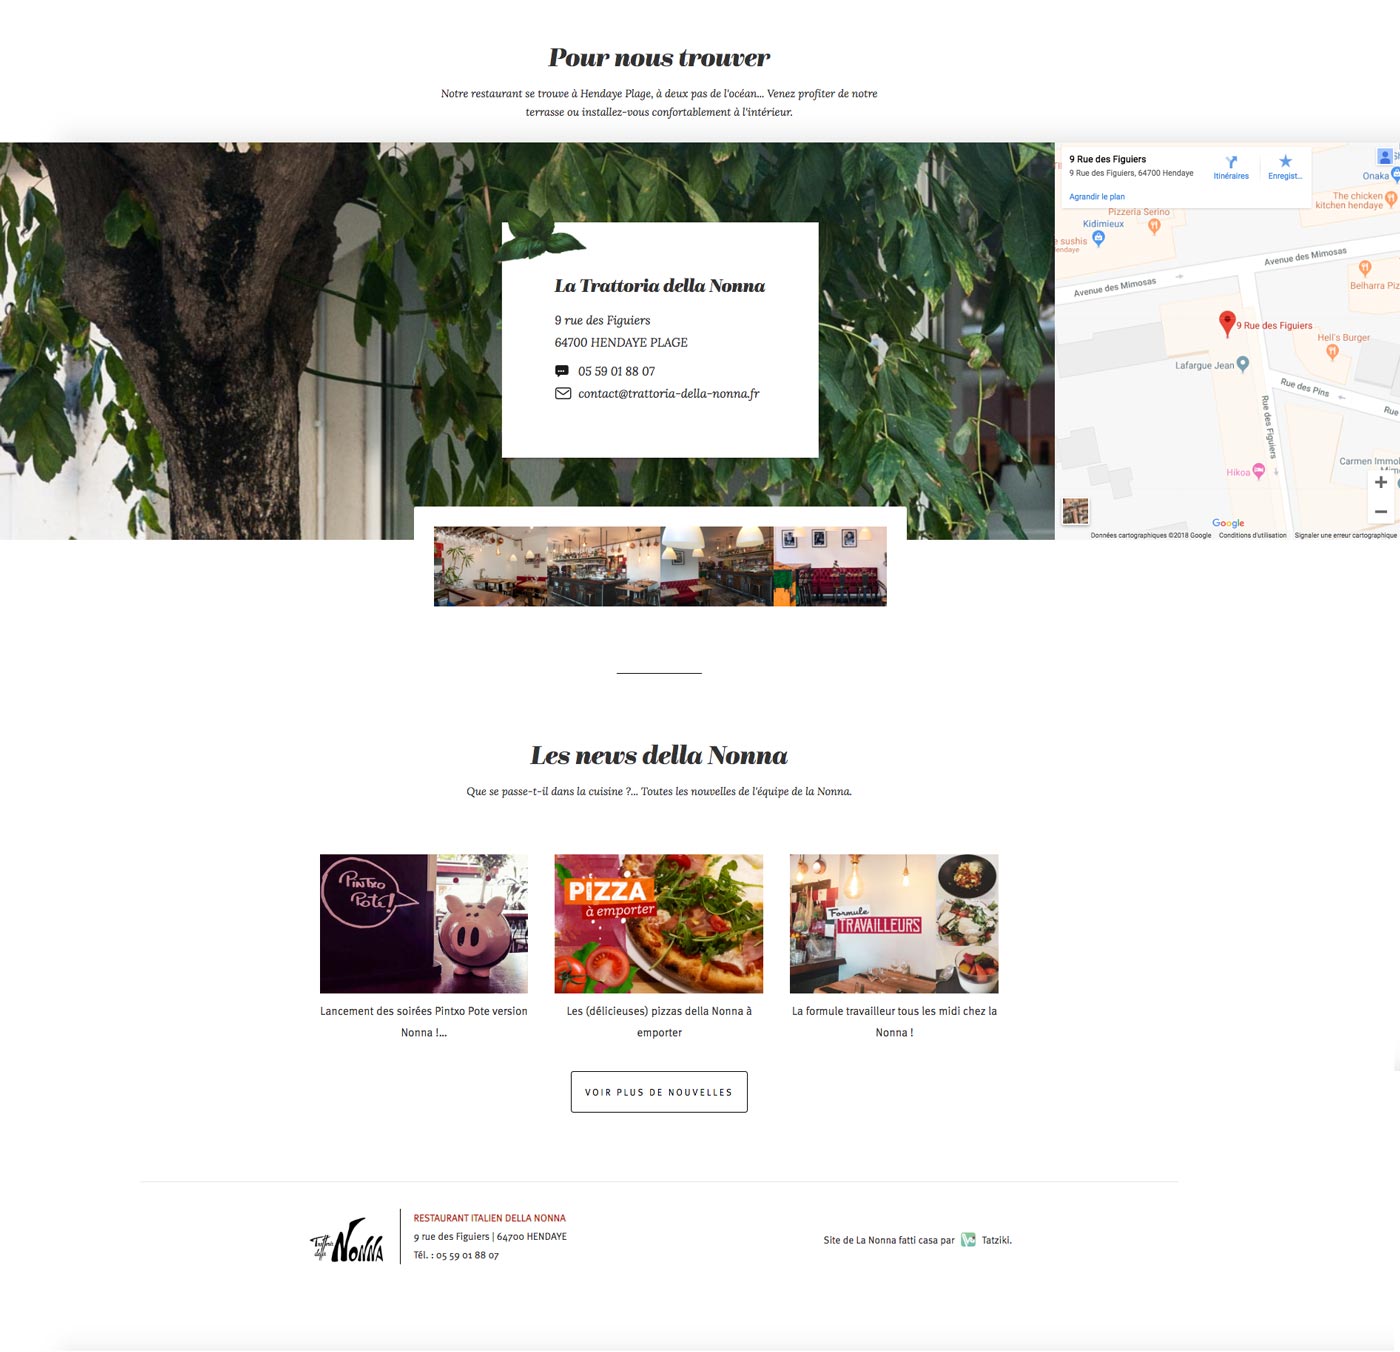 Pour nous trouver
Notre restaurant se trouve à Hendaye Plage, à deux pas de l'océan... Venez profiter de notre
terrasse ou installez-vous confortablement à l'intérieur.
La Trattoria della Nonna
9 rue des Figuiers
64700 HENDAYE PLAGE
05 59 01 88 07
contact@trattoria-della-nonna.fr
9 Rue des Figuiers
9 Rue des Figuiers, 64700 Hendaye
Itinéraires
Enregist...
Agrandir le plan
Onaka
The chicken
kitchen hendaye
Pizzeria Serino
Kidimieux
sushis
Avenue des Mimosas
Avenue des Mimosas
Belharra Piz
9 Rue des Figuiers
Hell's Burger
Lafargue Jean
Rue des Pins
Rue
Rue des Figuiers
Hikoa
Carmen Immol
Google
Données cartographiques ©2018 Google
Conditions d'utilisation
Signaler une erreur cartographique
Les news della Nonna
Que se passe-t-il dans la cuisine ?... Toutes les nouvelles de l'équipe de la Nonna.
Pintxo
Pote!
PIZZA
à emporter
Formule
TRAVAILLEURS
Lancement des soirées Pintxo Pote version
Nonna !...
Les (délicieuses) pizzas della Nonna à
emporter
La formule travailleur tous les midi chez la
Nonna !
VOIR PLUS DE NOUVELLES
Trattoria
della
NONNA
RESTAURANT ITALIEN DELLA NONNA
9 rue des Figuiers | 64700 HENDAYE
Tél. : 05 59 01 88 07
Site de La Nonna fatti casa par Tatziki.